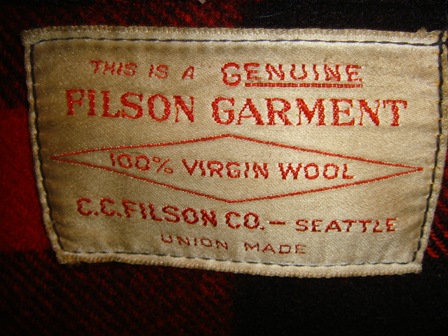 THIS IS A GENUINE
FILSON GARMENT
100% VIRGIN WOOL
C.C.FILSON CO.— SEATTLE
UNION MADE